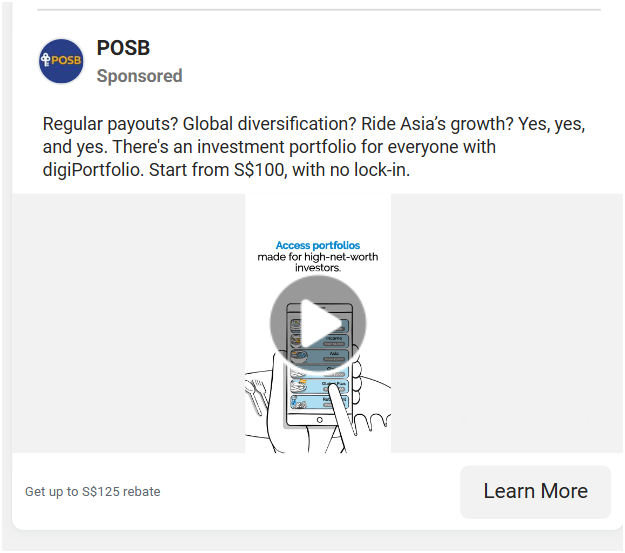 POSB
POSB
Sponsored
Regular payouts? Global diversification? Ride Asia’s growth? Yes, yes,
and yes. There's an investment portfolio for everyone with
digiPortfolio. Start from S$100, with no lock-in.
Access portfolios
made for high-net-worth
investors.
Income
Asia
Get up to S$125 rebate
Learn More